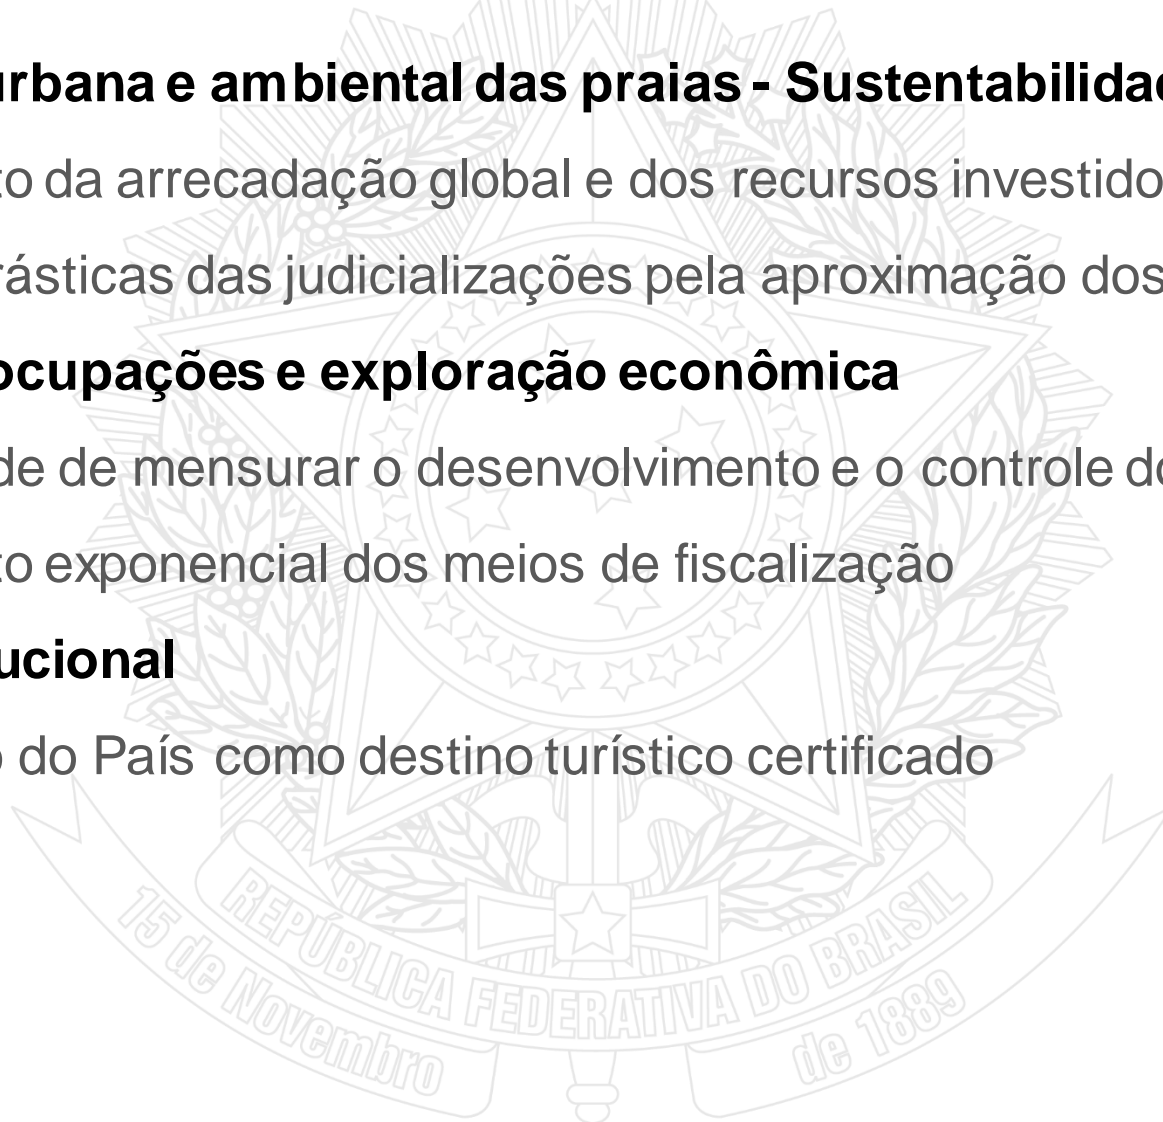 urbana e ambiental das praias - Sustentabilidad
to da arrecadação global e dos recursos investido
rásticas das judicializações pela aproximação dos
ocupações e exploração econômica
de de mensurar o desenvolvimento e o controle do
to exponencial dos meios de fiscalização
ucional
o do País como destino turístico certificado
REPÚBLICA FEDERATIVA DO BRASIL
15 de Novembro de 1889